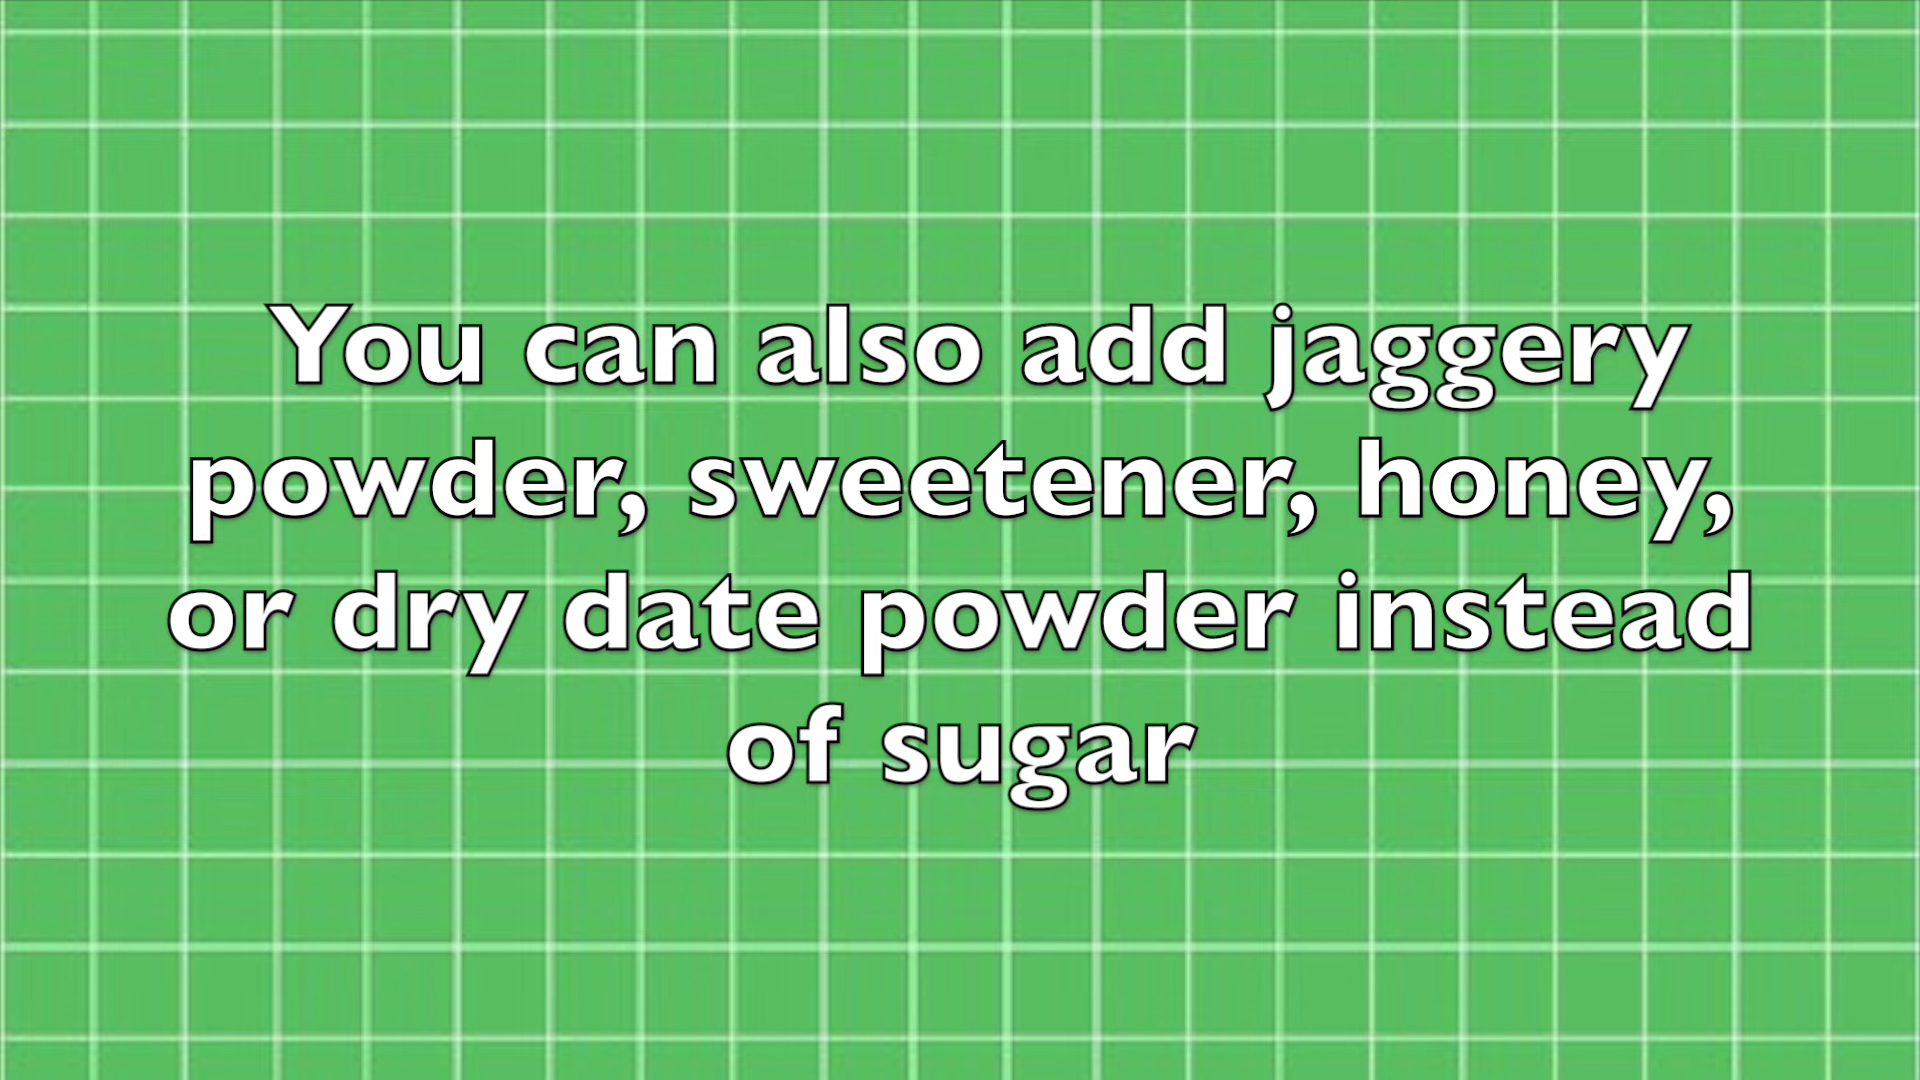 You can also add jaggery
powder, sweetener, honey,
or dry date powder instead
of sugar